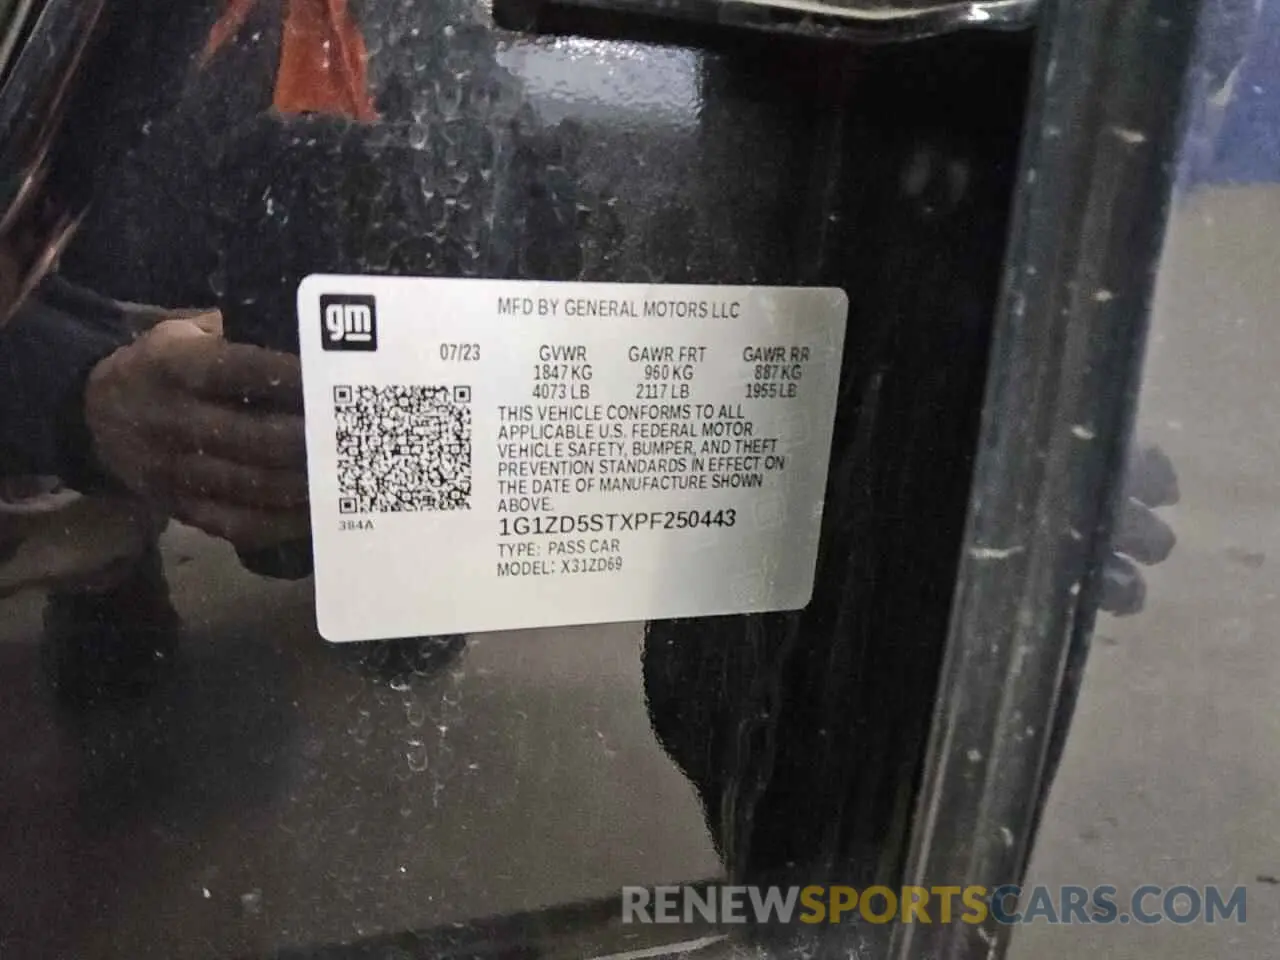 gm
MFD BY GENERAL MOTORS LLC
07/23 GVWR GAWR FRT GAWR RR
1847 KG 960 KG 887 KG
4073 LB 2117 LB 1955 LB
THIS VEHICLE CONFORMS TO ALL
APPLICABLE U.S. FEDERAL MOTOR
VEHICLE SAFETY, BUMPER, AND THEFT
PREVENTION STANDARDS IN EFFECT ON
THE DATE OF MANUFACTURE SHOWN
ABOVE.
384A
1G1ZD5STXPF250443
TYPE: PASS CAR
MODEL: X31ZD69
RENEWSPORTSCARS.COM